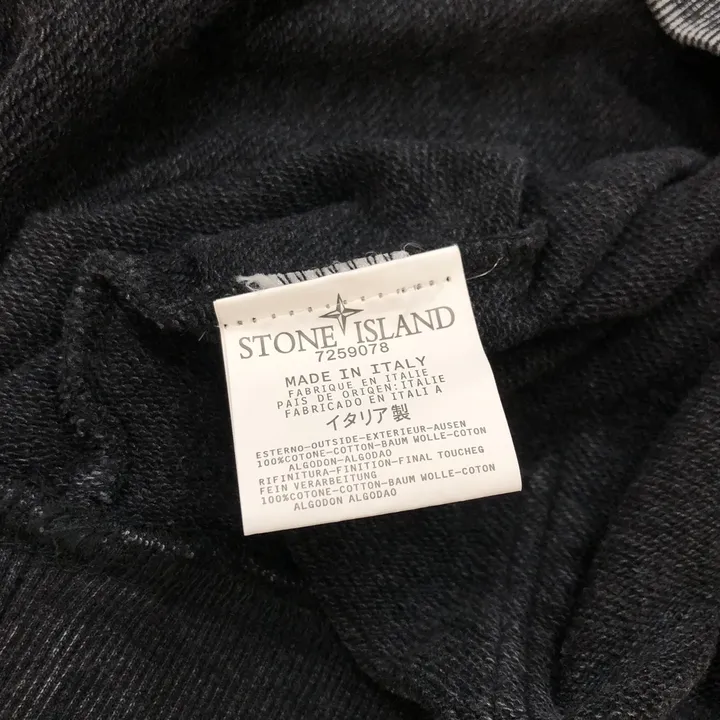 STONE ISLAND
7259078
MADE IN ITALY
FABRIQUE EN ITALIE
PAIS DE ORIQEN:ITALIE
FABRICADO EN ITALI A
イタリア製
ESTERNO-OUTSIDE-EXTERIEUR-AUSEN
100%COTONE-COTTON-BAUM WOLLE-COTON
ALGODON-ALGODAO
RIFINITURA-FINITION-FINAL TOUCHEG
FEIN VERARBEITUNG
100%COTONE-COTTON-BAUM WOLLE-COTON
ALGODON ALGODAO